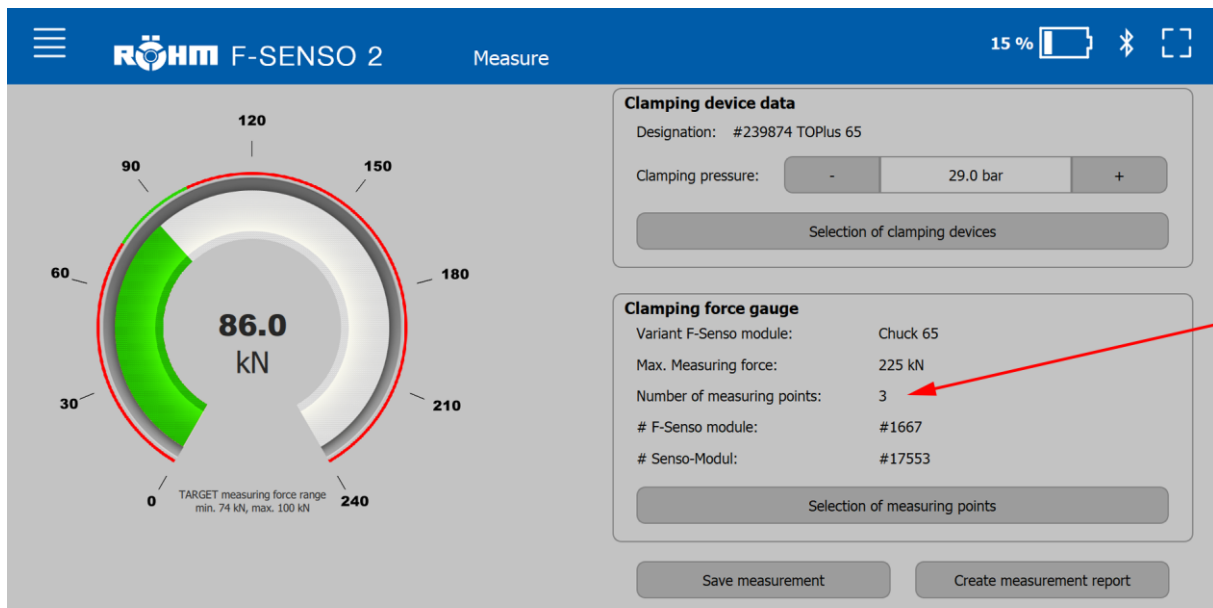 RÖHM F-SENSO 2 Measure 15 %
120
90 150
60 180
30 210
0 240
86.0
kN
TARGET measuring force range
min. 74 kN, max. 100 kN
Clamping device data
Designation: #239874 TOPlus 65
Clamping pressure: - 29.0 bar +
Selection of clamping devices
Clamping force gauge
Variant F-Senso module: Chuck 65
Max. Measuring force: 225 kN
Number of measuring points: 3
# F-Senso module: #1667
# Senso-Modul: #17553
Selection of measuring points
Save measurement Create measurement report